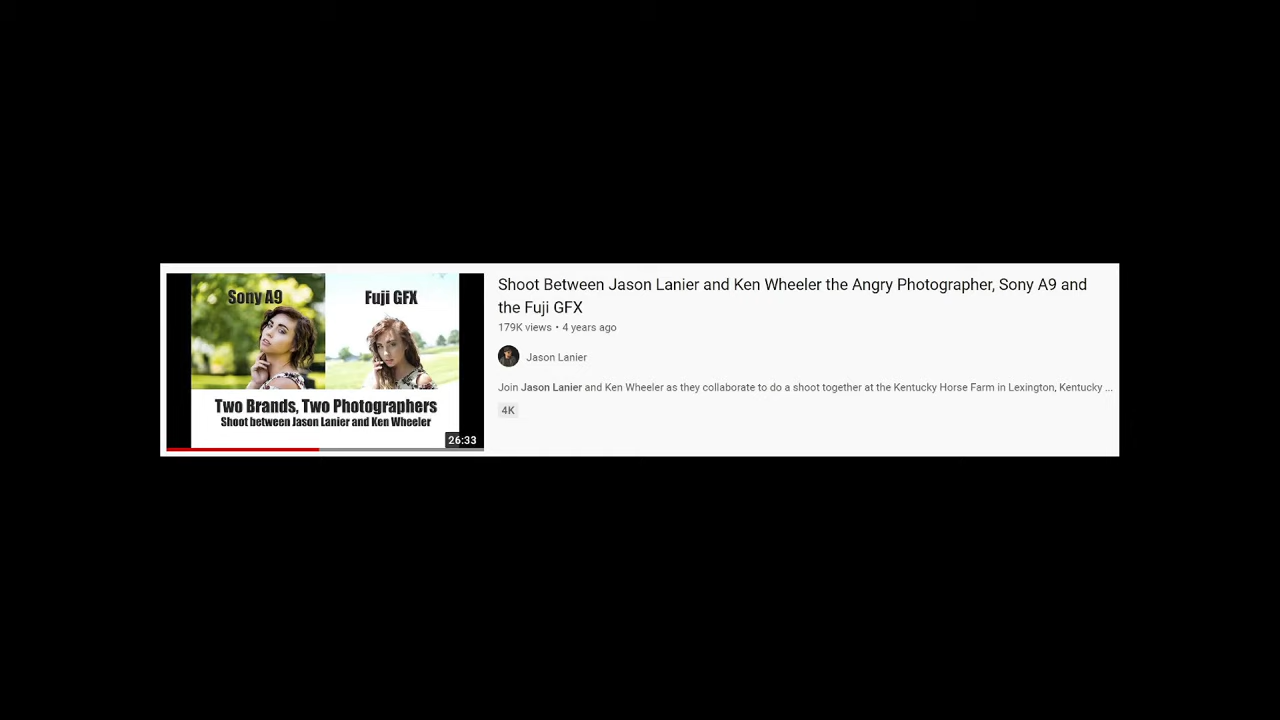 Sony A9
Fuji GFX
Two Brands, Two Photographers
Shoot between Jason Lanier and Ken Wheeler
26:33
Shoot Between Jason Lanier and Ken Wheeler the Angry Photographer, Sony A9 and
the Fuji GFX
179K views • 4 years ago
Jason Lanier
Join Jason Lanier and Ken Wheeler as they collaborate to do a shoot together at the Kentucky Horse Farm in Lexington, Kentucky ...
4K